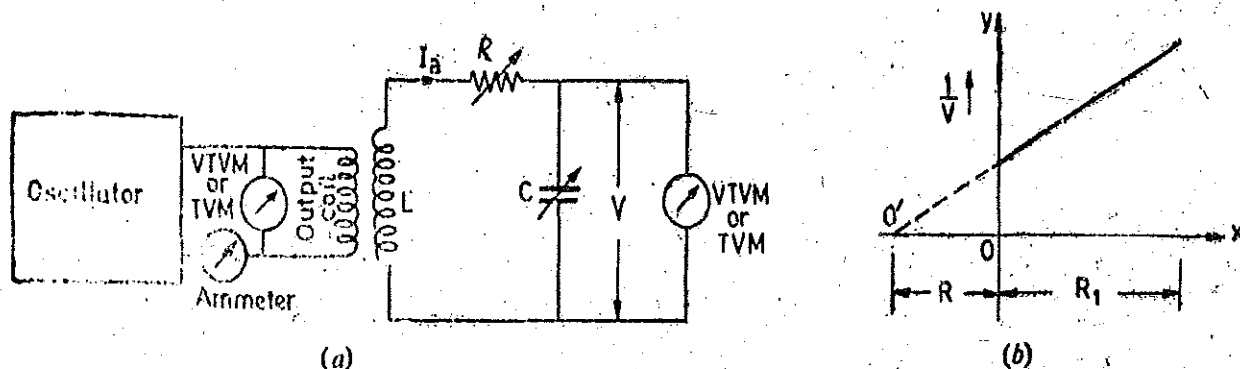 Oscillator
VTVM
or
TVM
Ammeter
Output
Coil
L
Iₐ
R
C
V
VTVM
or
TVM
(a)
y
1/V
O'
O
x
R
R₁
(b)